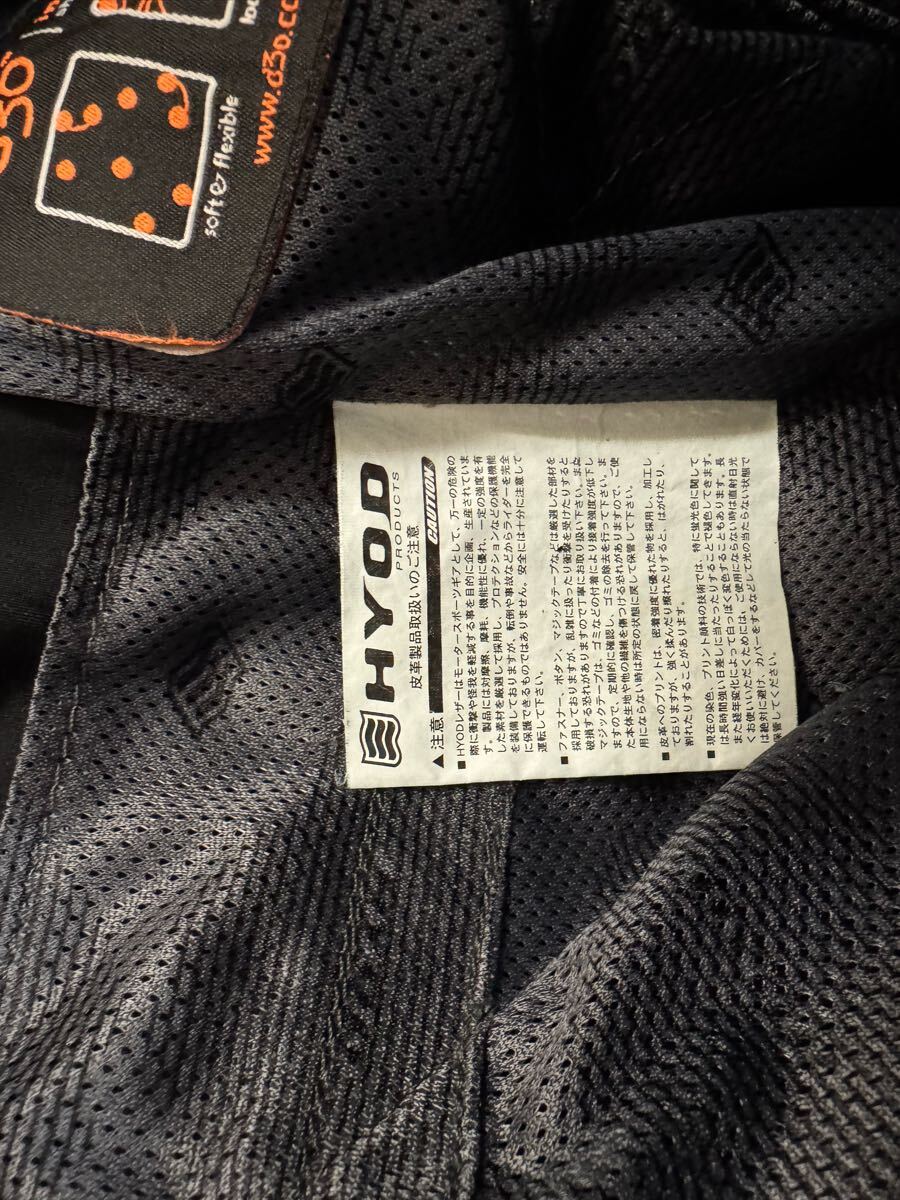 HYOD
PRODUCTS
皮革製品取扱いのご注意
▲ 注意 CAUTION
■ HYODレザーはモータースポーツギアとして、万一の危険の
際に衝撃や怪我を軽減する事を目的に企画、生産されていま
す。製品には対摩擦、摩耗、機能性に優れ、一定の強度を有
した素材を厳選して採用し、プロテクションなどの保護機能
を装備しておりますが、転倒や事故などからライダーを完全
に保護できるものではありません。安全には十分に注意して
運転して下さい。
■ ファスナー、ボタン、マジックテープなどは厳選した部材を
採用しておりますが、乱雑に扱ったり衝撃を受けたりすると
破損する恐れがありますので丁寧にお取り扱い下さい。また
マジックテープは、ゴミなどの付着により接着強度が低下し
ますので、定期的に確認し、ゴミの除去を行って下さい。ま
た本体生地や他の繊維を傷つける恐れがありますので、ご使
用にならない時は所定の状態に戻して保管して下さい。
■ 皮革へのプリントは、密着強度に優れた物を採用し、加工し
ておりますが、強く揉んだり擦れたりすると、はがれたり、
割れたりすることがあります。
■ 現在の染色、プリント顔料の技術では、特に蛍光色に関して
は長時間強い日差しに当たったりすることで褪色してきます。
また経年変化によって白っぽく変色することもあります。長
くお使いいただくためには、ご使用にならない時は直射日光
は絶対に避け、カバーをするなどして光の当たらない状態で
保管してください。
d3o™
soft & flexible
www.d3o.co